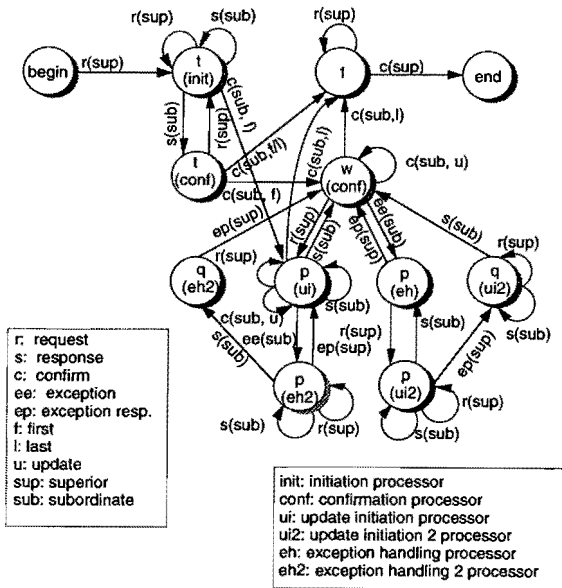 r(sup)
s(sub)
r(sup)
begin
r(sup)
t
(init)
f
c(sup)
end
s(sub)
r(sup)
c(sub, f)
c(sub,f/l)
c(sub,l)
c(sub,l)
t
(conf)
c(sub, f)
w
(conf)
c(sub, u)
ep(sup)
r(sup)
s(sub)
ep(sup)
ee(sub)
s(sub)
r(sup)
q
(eh2)
r(sup)
p
(ui)
s(sub)
p
(eh)
q
(ui2)
s(sub)
c(sub, u)
s(sub)
ee(sub)
ep(sup)
r(sup)
s(sub)
ep(sup)
p
(eh2)
p
(ui2)
s(sub)
r(sup)
s(sub)
r(sup)
r: request
s: response
c: confirm
ee: exception
ep: exception resp.
f: first
l: last
u: update
sup: superior
sub: subordinate
init: initiation processor
conf: confirmation processor
ui: update initiation processor
ui2: update initiation 2 processor
eh: exception handling processor
eh2: exception handling 2 processor